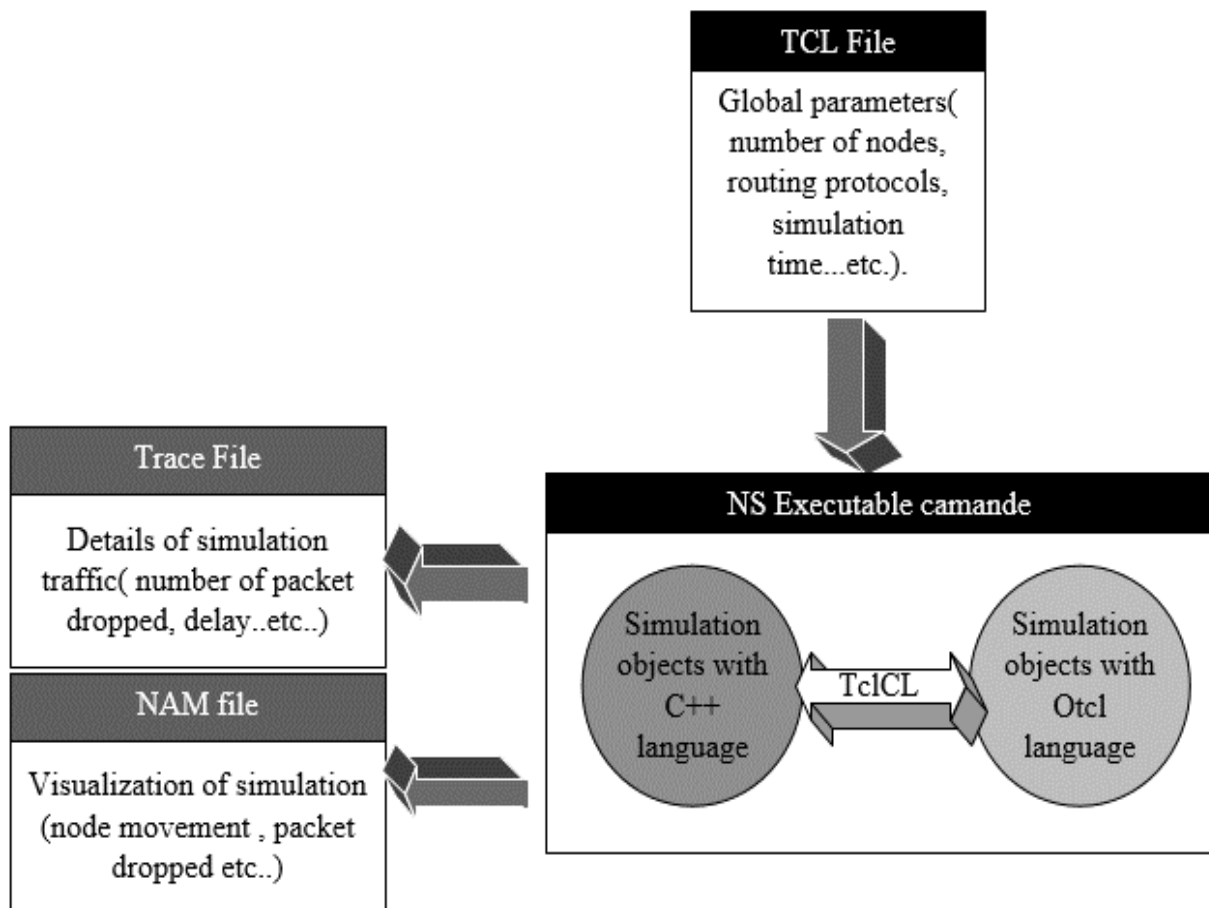 TCL File
Global parameters(
number of nodes,
routing protocols,
simulation
time...etc.).
Trace File
Details of simulation
traffic( number of packet
dropped, delay..etc..)
NAM file
Visualization of simulation
(node movement , packet
dropped etc..)
NS Executable camande
Simulation
objects with
C++
language
TclCL
Simulation
objects with
Otcl
language